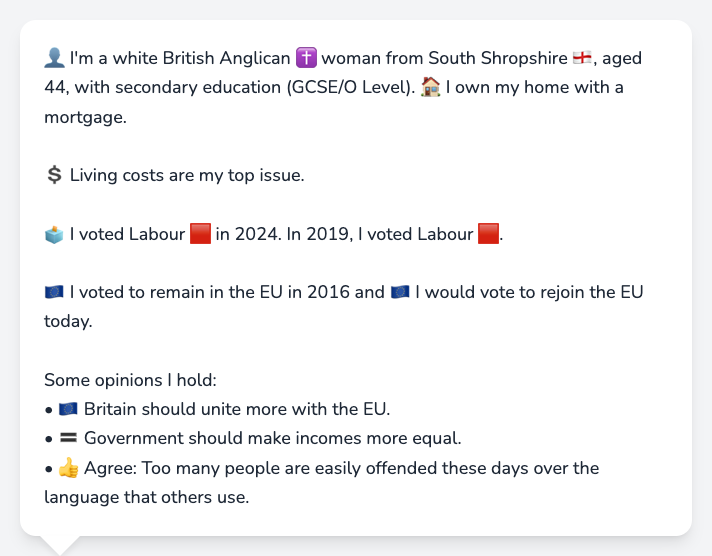 👤 I'm a white British Anglican ✝️ woman from South Shropshire 🏴󠁧󠁢󠁥󠁮󠁧󠁿, aged
44, with secondary education (GCSE/O Level). 🏠 I own my home with a
mortgage.
💲 Living costs are my top issue.
🗳️ I voted Labour 🟥 in 2024. In 2019, I voted Labour 🟥.
🇪🇺 I voted to remain in the EU in 2016 and 🇪🇺 I would vote to rejoin the EU
today.
Some opinions I hold:
• 🇪🇺 Britain should unite more with the EU.
• 🟰 Government should make incomes more equal.
• 👍 Agree: Too many people are easily offended these days over the
language that others use.